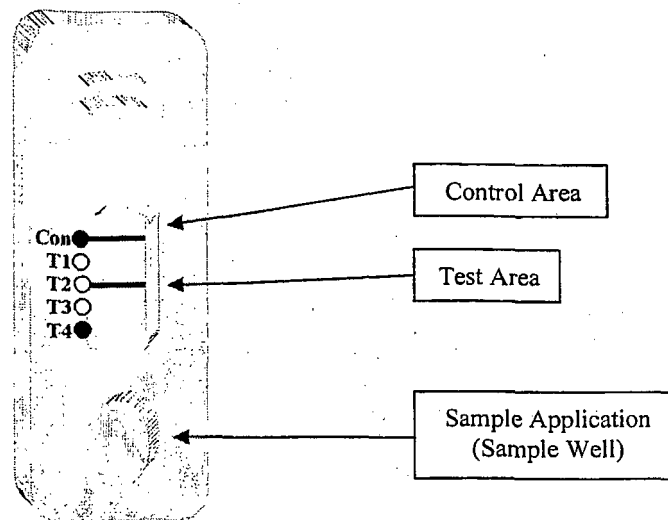 Control Area
Con
T1
T2
Test Area
T3
T4
Sample Application
(Sample Well)